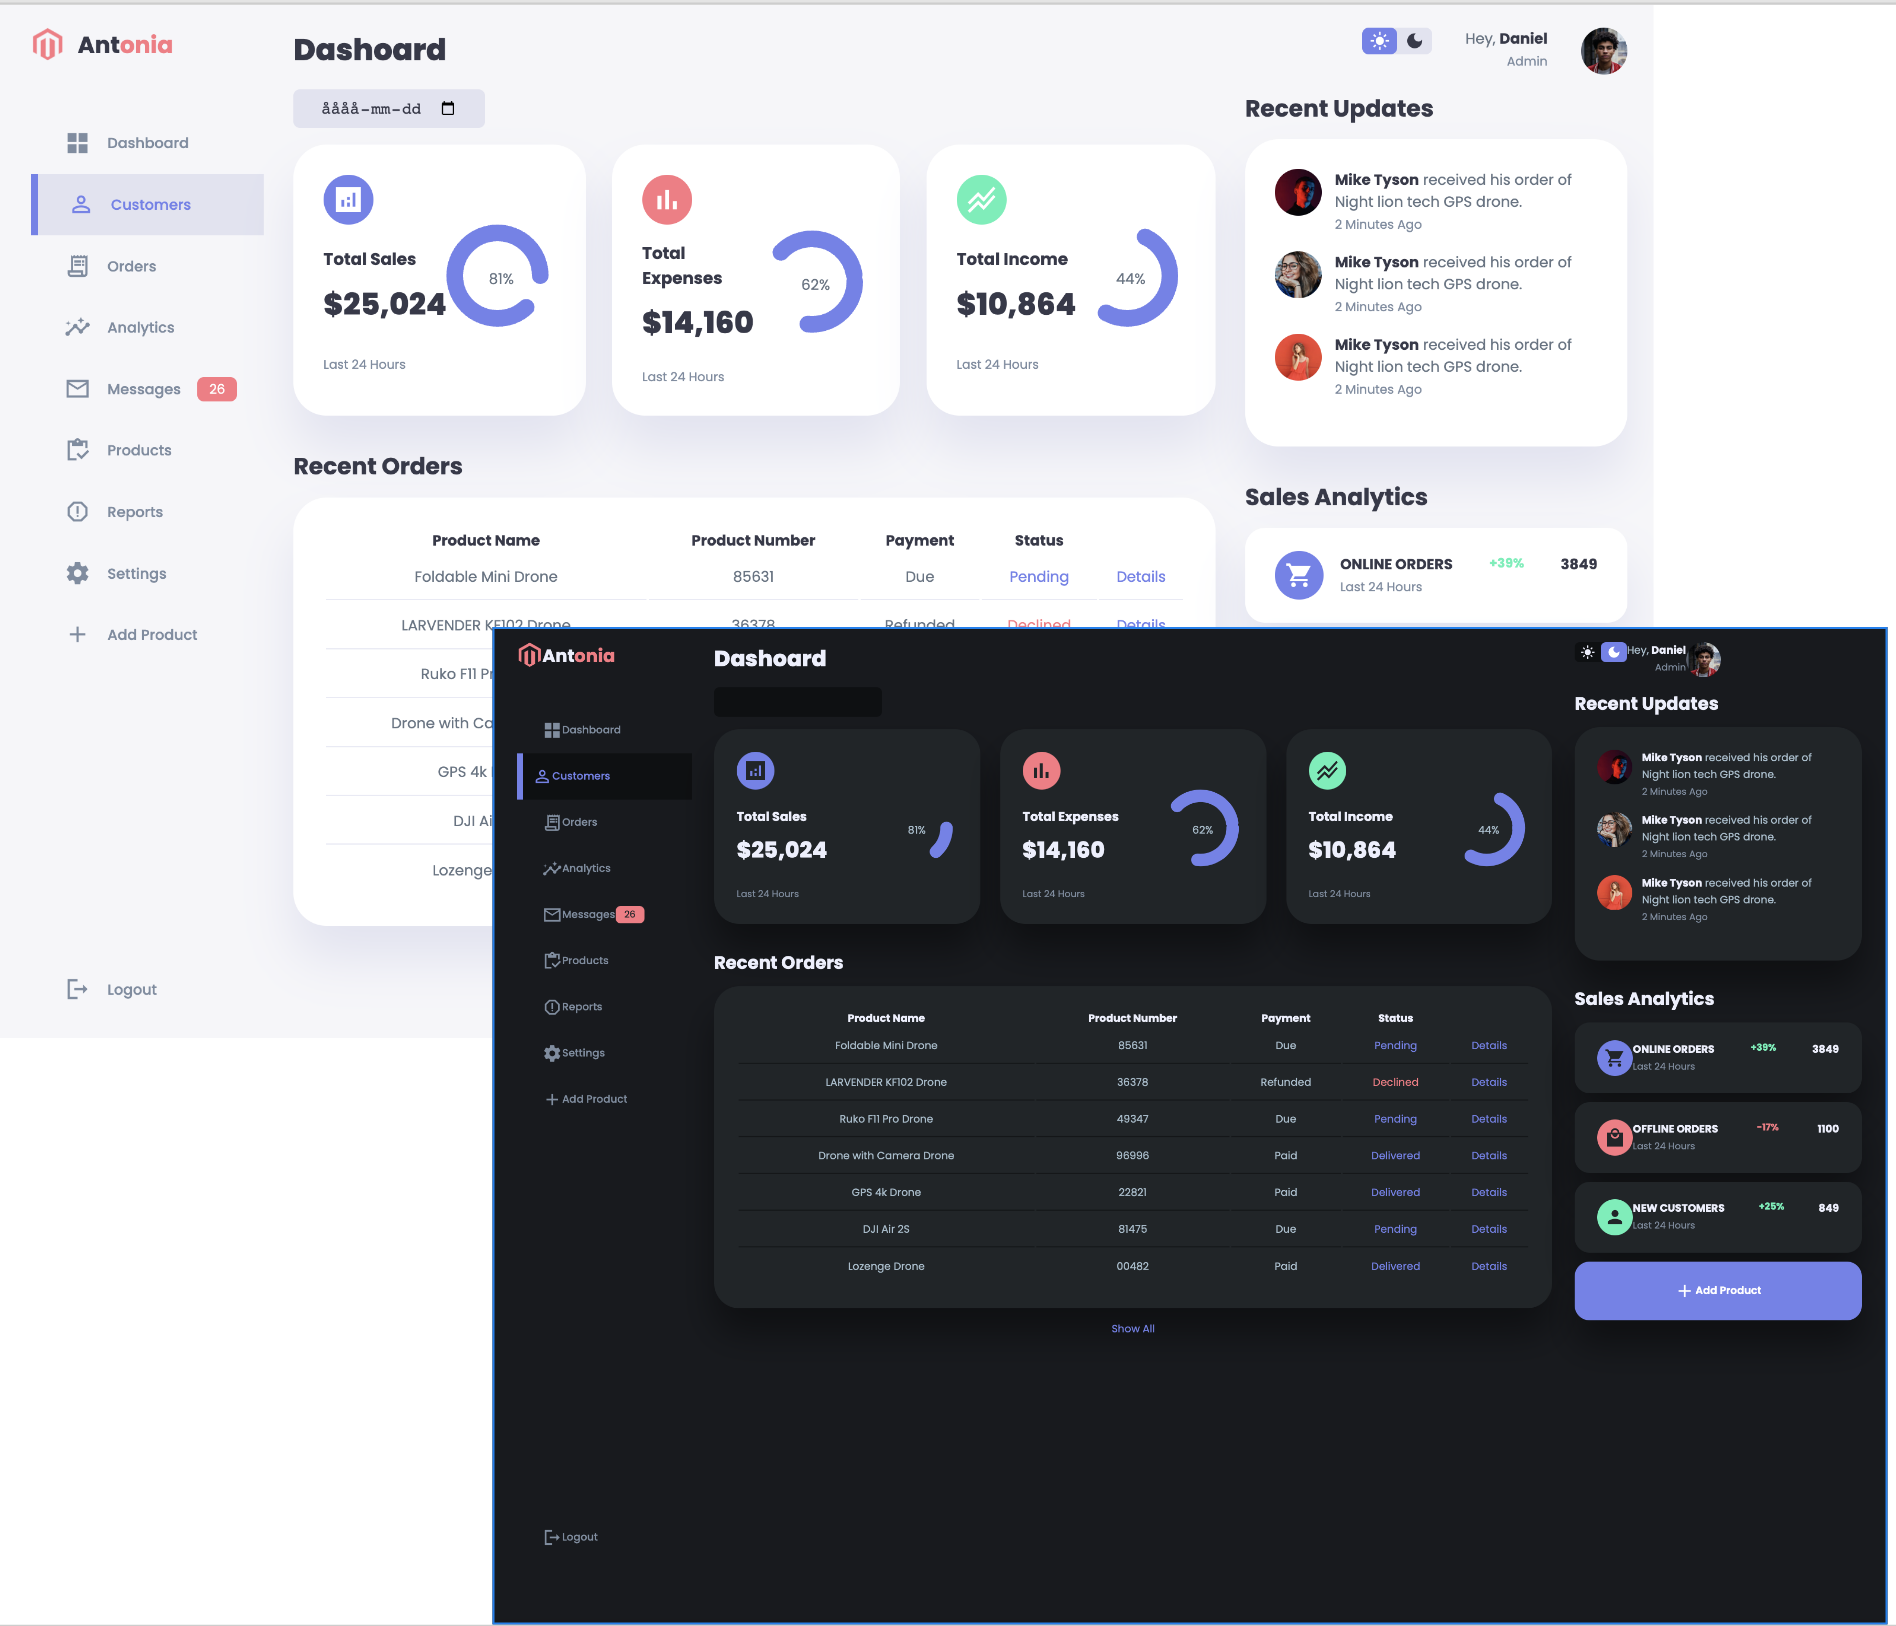 Antonia
Dashboard
Customers
Orders
Analytics
Messages 26
Products
Reports
Settings
Add Product
Logout
Dashoard
åååå-mm-dd
Total Sales
$25,024
81%
Last 24 Hours
Total
Expenses
$14,160
62%
Last 24 Hours
Total Income
$10,864
44%
Last 24 Hours
Recent Orders
Product Name Product Number Payment Status
Foldable Mini Drone 85631 Due Pending Details
LARVENDER KF102 Drone 36378 Refunded Declined Details
Ruko F11 P
Drone with Ca
GPS 4k
DJI Ai
Lozenge
Hey, Daniel
Admin
Recent Updates
Mike Tyson received his order of
Night lion tech GPS drone.
2 Minutes Ago
Mike Tyson received his order of
Night lion tech GPS drone.
2 Minutes Ago
Mike Tyson received his order of
Night lion tech GPS drone.
2 Minutes Ago
Sales Analytics
ONLINE ORDERS +39% 3849
Last 24 Hours
Antonia
Dashboard
Customers
Orders
Analytics
Messages 26
Products
Reports
Settings
Add Product
Logout
Dashoard
Total Sales
$25,024
81%
Last 24 Hours
Total Expenses
$14,160
62%
Last 24 Hours
Total Income
$10,864
44%
Last 24 Hours
Recent Orders
Product Name Product Number Payment Status
Foldable Mini Drone 85631 Due Pending Details
LARVENDER KF102 Drone 36378 Refunded Declined Details
Ruko F11 Pro Drone 49347 Due Pending Details
Drone with Camera Drone 96996 Paid Delivered Details
GPS 4k Drone 22821 Paid Delivered Details
DJI Air 2S 81475 Due Pending Details
Lozenge Drone 00482 Paid Delivered Details
Show All
Hey, Daniel
Admin
Recent Updates
Mike Tyson received his order of
Night lion tech GPS drone.
2 Minutes Ago
Mike Tyson received his order of
Night lion tech GPS drone.
2 Minutes Ago
Mike Tyson received his order of
Night lion tech GPS drone.
2 Minutes Ago
Sales Analytics
ONLINE ORDERS +39% 3849
Last 24 Hours
OFFLINE ORDERS -17% 1100
Last 24 Hours
NEW CUSTOMERS +25% 849
Last 24 Hours
Add Product